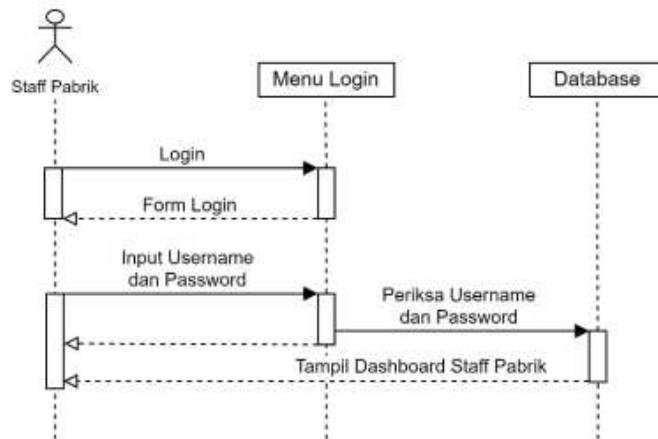 Staff Pabrik
Menu Login
Database
Login
Form Login
Input Username
dan Password
Periksa Username
dan Password
Tampil Dashboard Staff Pabrik